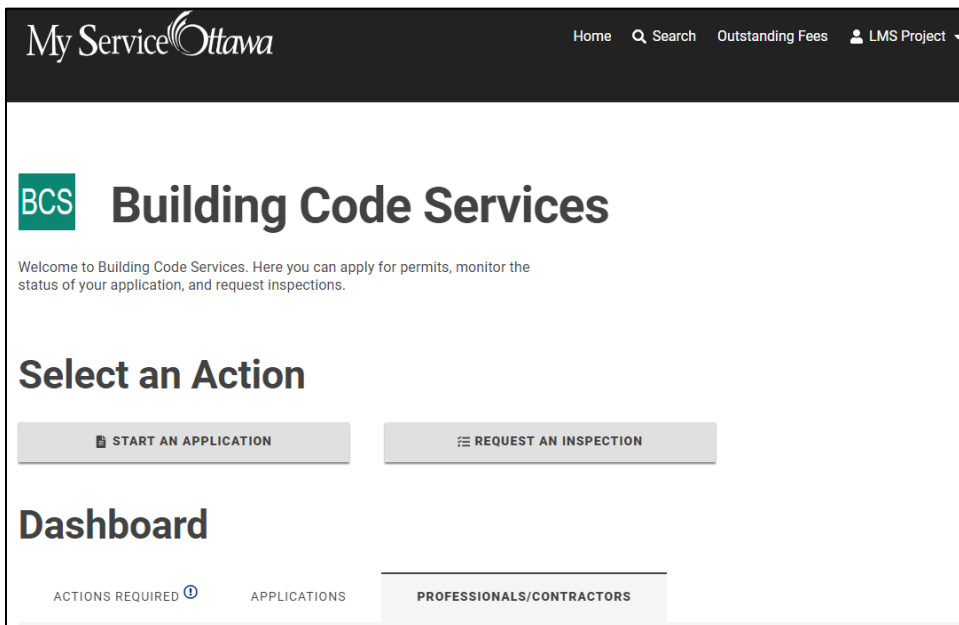 My Service Ottawa
Home Search Outstanding Fees LMS Project
BCS Building Code Services
Welcome to Building Code Services. Here you can apply for permits, monitor the
status of your application, and request inspections.
Select an Action
START AN APPLICATION REQUEST AN INSPECTION
Dashboard
ACTIONS REQUIRED APPLICATIONS PROFESSIONALS/CONTRACTORS